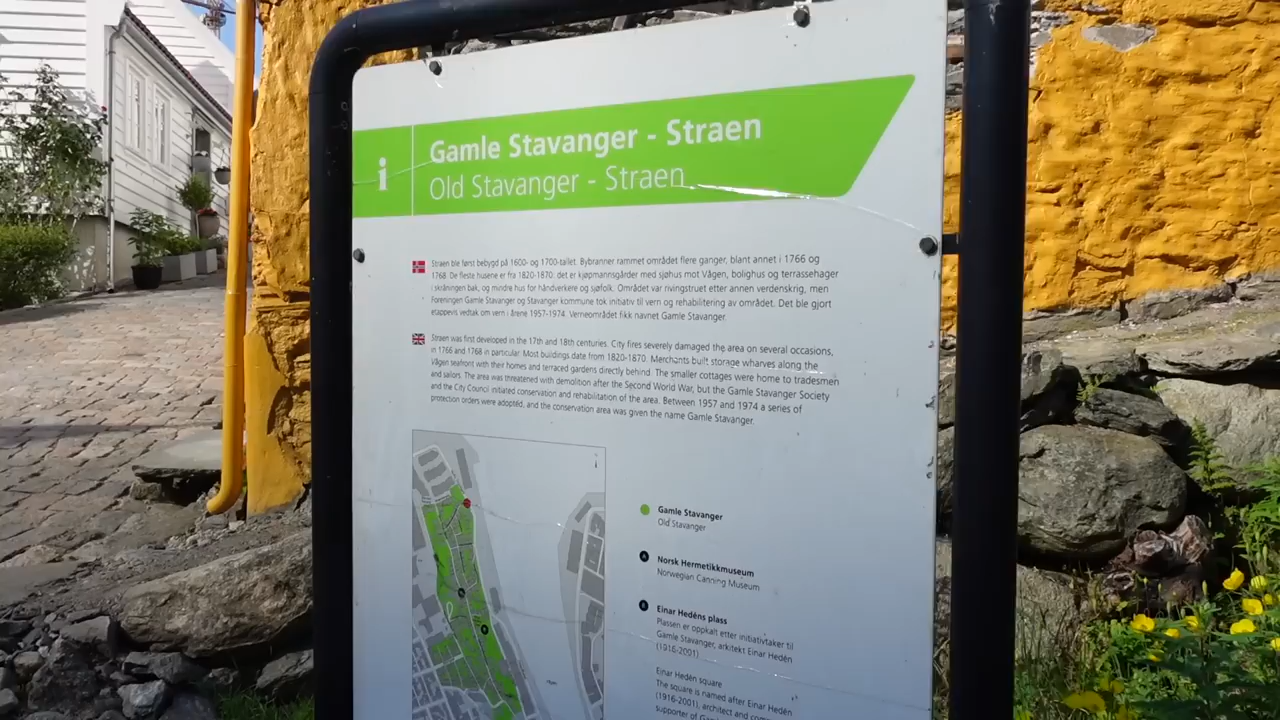 i
Gamle Stavanger - Straen
Old Stavanger - Straen
Straen ble først bebygd på 1600- og 1700-tallet. Bybranner rammet området flere ganger, blant annet i 1766 og
1768. De fleste husene er fra 1820-1870: det er kjøpmannsgårder med sjøhus mot Vågen, bolighus og terrassehager
i skråningen bak, og mindre hus for håndverkere og sjøfolk. Området var rivingstruet etter annen verdenskrig, men
Foreningen Gamle Stavanger og Stavanger kommune tok initiativ til vern og rehabilitering av området. Det ble gjort
etappevis vedtak om vern i årene 1957-1974. Verneområdet fikk navnet Gamle Stavanger.
Straen was first developed in the 17th and 18th centuries. City fires severely damaged the area on several occasions,
in 1766 and 1768 in particular. Most buildings date from 1820-1870. Merchants built storage wharves along the
Vågen seafront with their homes and terraced gardens directly behind. The smaller cottages were home to tradesmen
and sailors. The area was threatened with demolition after the Second World War, but the Gamle Stavanger Society
and the City Council initiated conservation and rehabilitation of the area. Between 1957 and 1974 a series of
protection orders were adopted, and the conservation area was given the name Gamle Stavanger.
Gamle Stavanger
Old Stavanger
A
Norsk Hermetikkmuseum
Norwegian Canning Museum
B
Einar Hedéns plass
Plassen er oppkalt etter initiativtaker til
Gamle Stavanger, arkitekt Einar Hedén
(1916-2001)
Einar Hedén square
The square is named after Einar Hedén
(1916-2001), architect and
supporter of